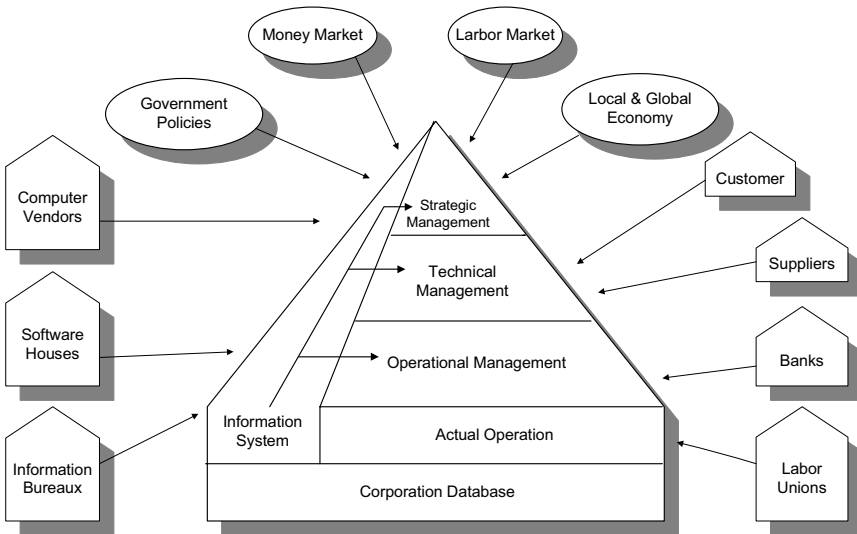 Money Market
Larbor Market
Government
Policies
Local & Global
Economy
Computer
Vendors
Customer
Strategic
Management
Technical
Management
Suppliers
Software
Houses
Operational Management
Banks
Information
System
Actual Operation
Information
Bureaux
Labor
Unions
Corporation Database